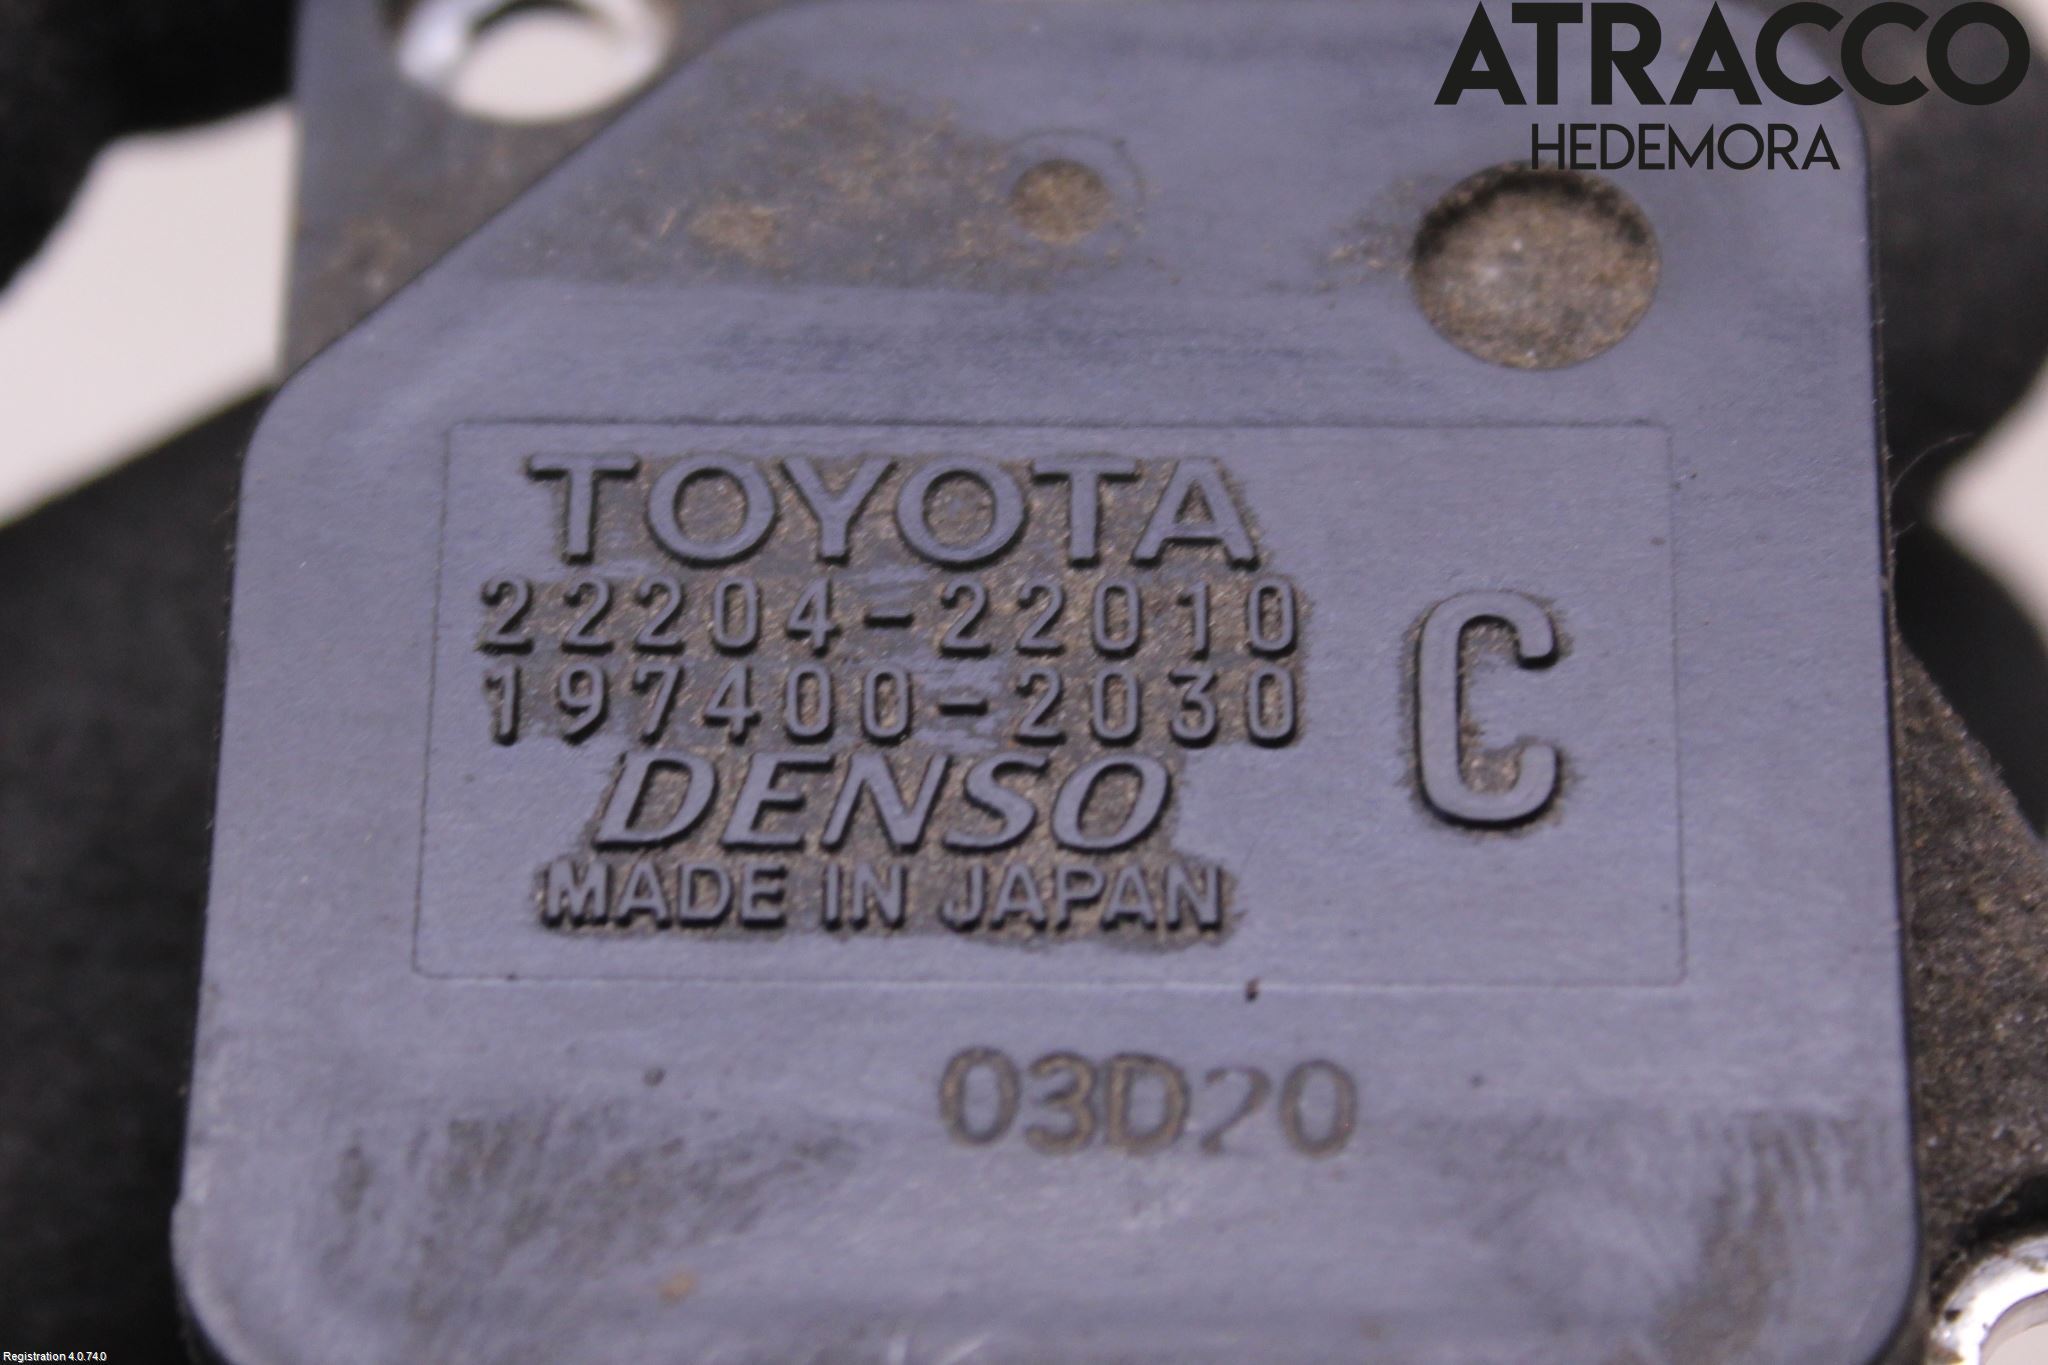 ATRACCO
HEDEMORA
TOYOTA
22204-22010
197400-2030
C
DENSO
MADE IN JAPAN
03D20
Registration 4.0.74.0